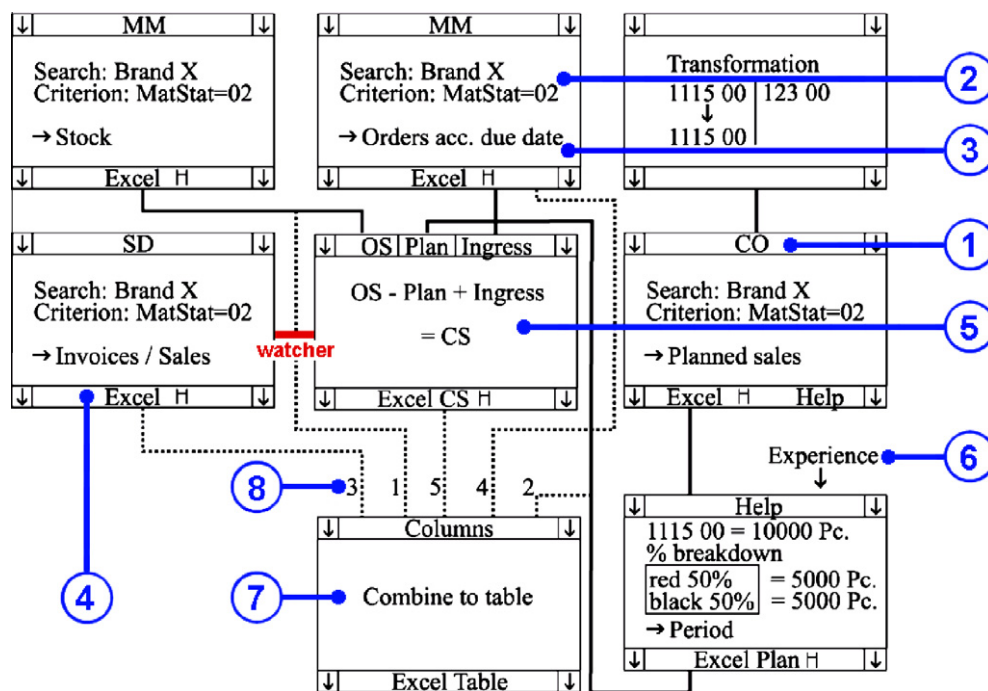 MM
Search: Brand X
Criterion: MatStat=02
→ Stock
Excel H
MM
Search: Brand X
Criterion: MatStat=02
→ Orders acc. due date
Excel H
Transformation
1115 00 | 123 00
↓
1115 00
2
3
SD
Search: Brand X
Criterion: MatStat=02
→ Invoices / Sales
Excel H
watcher
OS | Plan | Ingress
OS - Plan + Ingress
= CS
Excel CS H
CO
Search: Brand X
Criterion: MatStat=02
→ Planned sales
Excel H Help
1
5
4
8
3 1 5 4 2
Columns
Combine to table
Excel Table
7
Experience
↓
6
Help
1115 00 = 10000 Pc.
% breakdown
red 50% = 5000 Pc.
black 50% = 5000 Pc.
→ Period
Excel Plan H